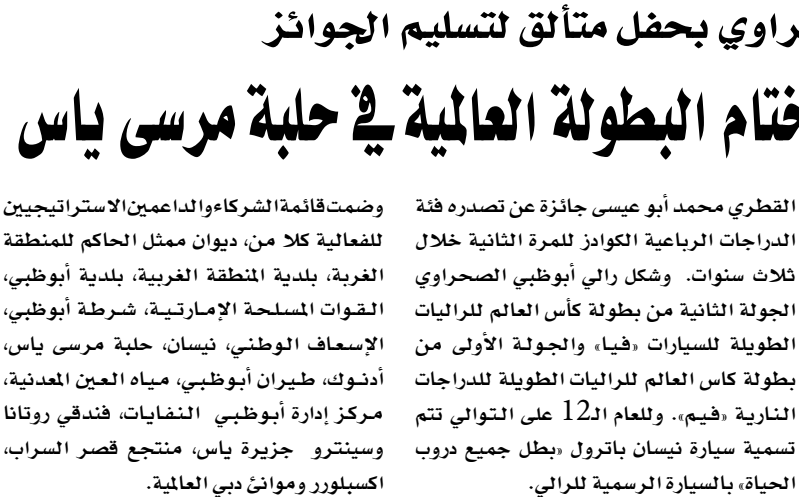 راوي بحفل متألق لتسليم الجوائز
فتام البطولة العالمية في حلبة مرسى ياس
القطري محمد أبو عيسى جائزة عن تصدره فئة
الدراجات الرباعية الكوادز للمرة الثانية خلال
ثلاث سنوات. وشكل رالي أبوظبي الصحراوي
الجولة الثانية من بطولة كأس العالم للراليات
الطويلة للسيارات «فيا» والجولة الأولى من
بطولة كاس العالم للراليات الطويلة للدراجات
النارية «فيم». وللعام الـ12 على التوالي تتم
تسمية سيارة نيسان باترول «بطل جميع دروب
الحياة» بالسيارة الرسمية للرالي.
وضمت قائمة الشركاء والداعمين الاستراتيجيين
للفعالية كلا من، ديوان ممثل الحاكم للمنطقة
الغربة، بلدية المنطقة الغربية، بلدية أبوظبي،
القوات المسلحة الإمارتية، شرطة أبوظبي،
الإسعاف الوطني، نيسان، حلبة مرسى ياس،
أدنوك، طيران أبوظبي، مياه العين المعدنية،
مركز إدارة أبوظبي النفايات، فندقي روتانا
وسينترو جزيرة ياس، منتجع قصر السراب،
اكسبلورر وموانئ دبي العالمية.